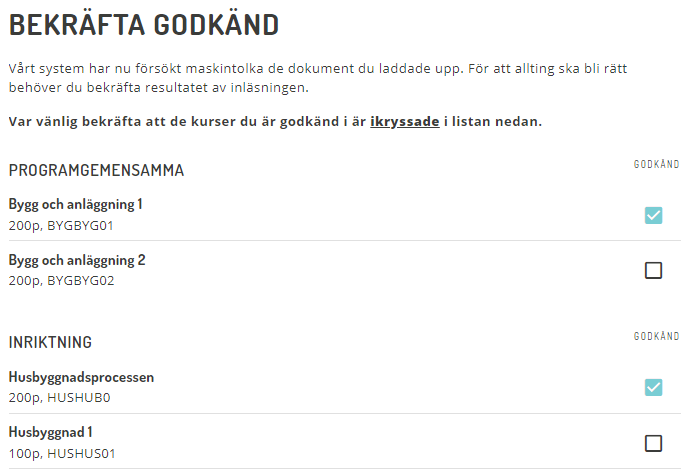 BEKRÄFTA GODKÄND
Vårt system har nu försökt maskintolka de dokument du laddade upp. För att allting ska bli rätt
behöver du bekräfta resultatet av inläsningen.
Var vänlig bekräfta att de kurser du är godkänd i är ikryssade i listan nedan.
PROGRAMGEMENSAMMA
GODKÄND
Bygg och anläggning 1
200p, BYGBYG01
Bygg och anläggning 2
200p, BYGBYG02
INRIKTNING
GODKÄND
Husbyggnadsprocessen
200p, HUSHUB0
Husbyggnad 1
100p, HUSHUS01